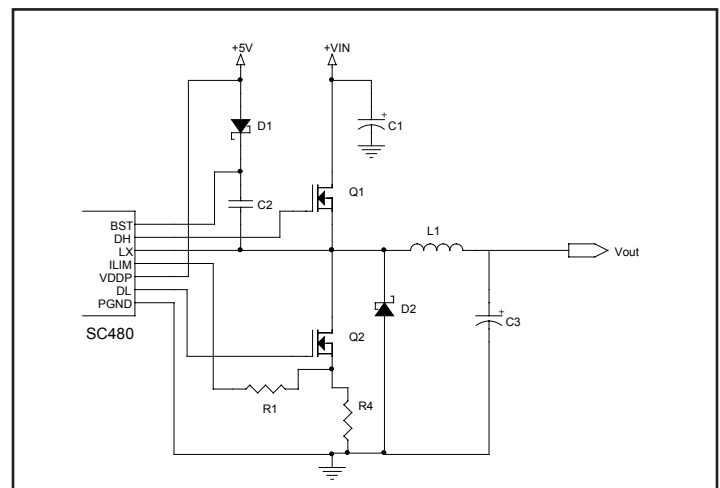 +5V
+VIN
D1
+
C1
Q1
C2
BST
DH
LX
ILIM
VDDP
DL
PGND
SC480
L1
Vout
D2
+
C3
Q2
R1
R4